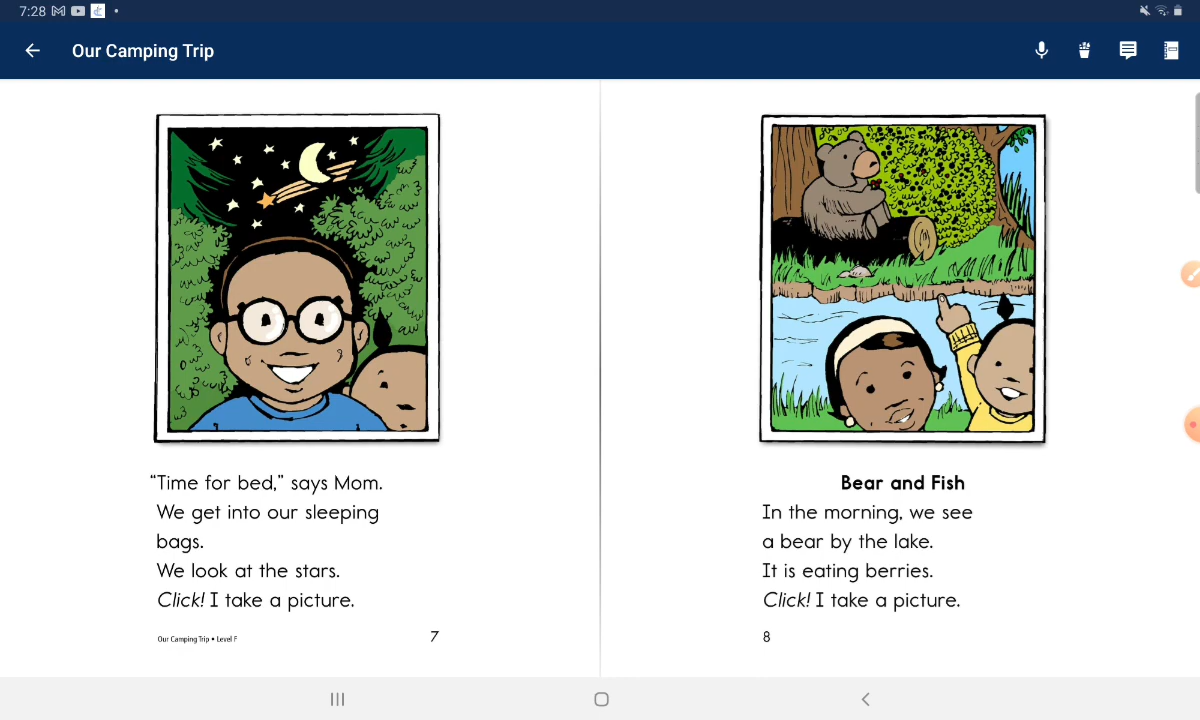 7:28
Our Camping Trip
“Time for bed,” says Mom.
We get into our sleeping
bags.
We look at the stars.
Click! I take a picture.
Our Camping Trip • Level F
7
Bear and Fish
In the morning, we see
a bear by the lake.
It is eating berries.
Click! I take a picture.
8